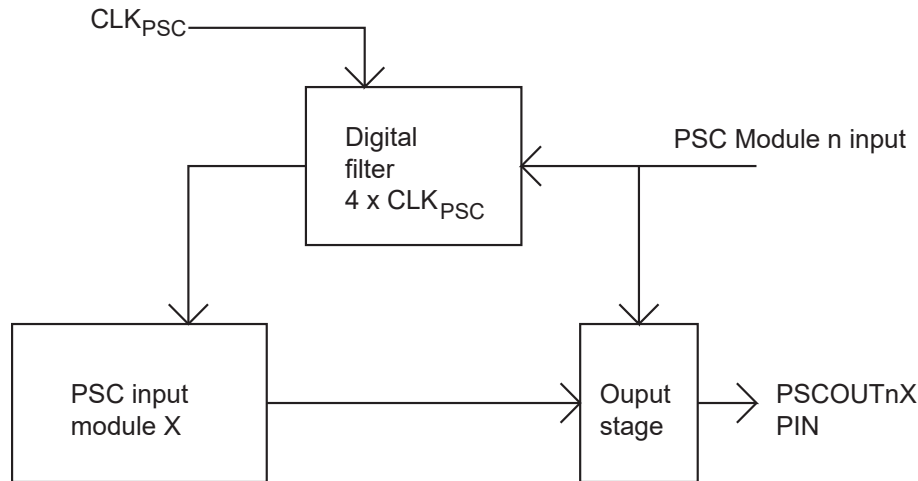 CLKPSC
Digital
filter
4 x CLKPSC
PSC Module n input
PSC input
module X
Ouput
stage
PSCOUTnX
PIN